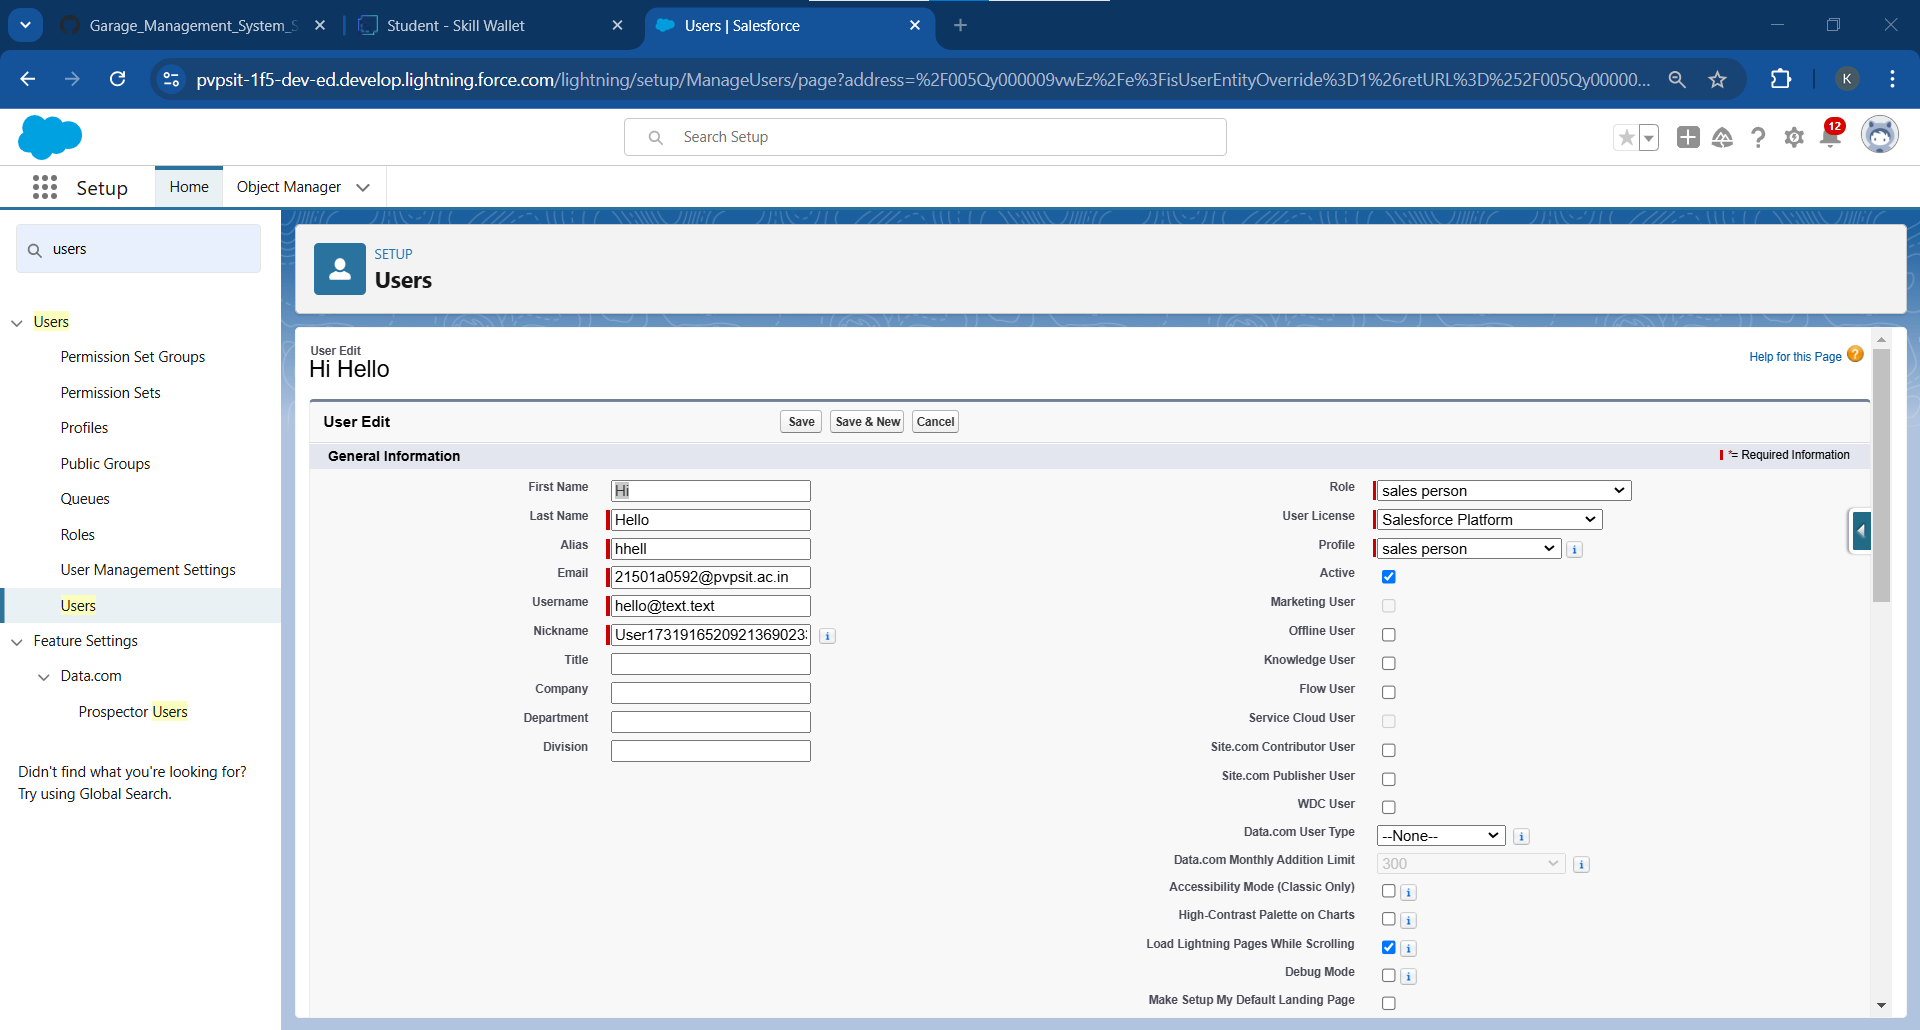 Garage_Management_System_S
Student - Skill Wallet
Users | Salesforce
pvpsit-1f5-dev-ed.develop.lightning.force.com/lightning/setup/ManageUsers/page?address=%2F005Qy000009vwEz%2Fe%3FisUserEntityOverride%3D1%26retURL%3D%252F005Qy00000...
K
Search Setup
12
Setup
Home
Object Manager
users
Users
Permission Set Groups
Permission Sets
Profiles
Public Groups
Queues
Roles
User Management Settings
Users
Feature Settings
Data.com
Prospector Users
Didn't find what you're looking for?
Try using Global Search.
SETUP
Users
User Edit
Hi Hello
Help for this Page ?
User Edit
Save
Save & New
Cancel
General Information
*= Required Information
First Name Hi
Last Name Hello
Alias hhell
Email 21501a0592@pvpsit.ac.in
Username hello@text.text
Nickname User1731916520921369023 i
Title
Company
Department
Division
Role sales person
User License Salesforce Platform
Profile sales person i
Active
Marketing User
Offline User
Knowledge User
Flow User
Service Cloud User
Site.com Contributor User
Site.com Publisher User
WDC User
Data.com User Type --None-- i
Data.com Monthly Addition Limit 300 i
Accessibility Mode (Classic Only) i
High-Contrast Palette on Charts i
Load Lightning Pages While Scrolling i
Debug Mode i
Make Setup My Default Landing Page